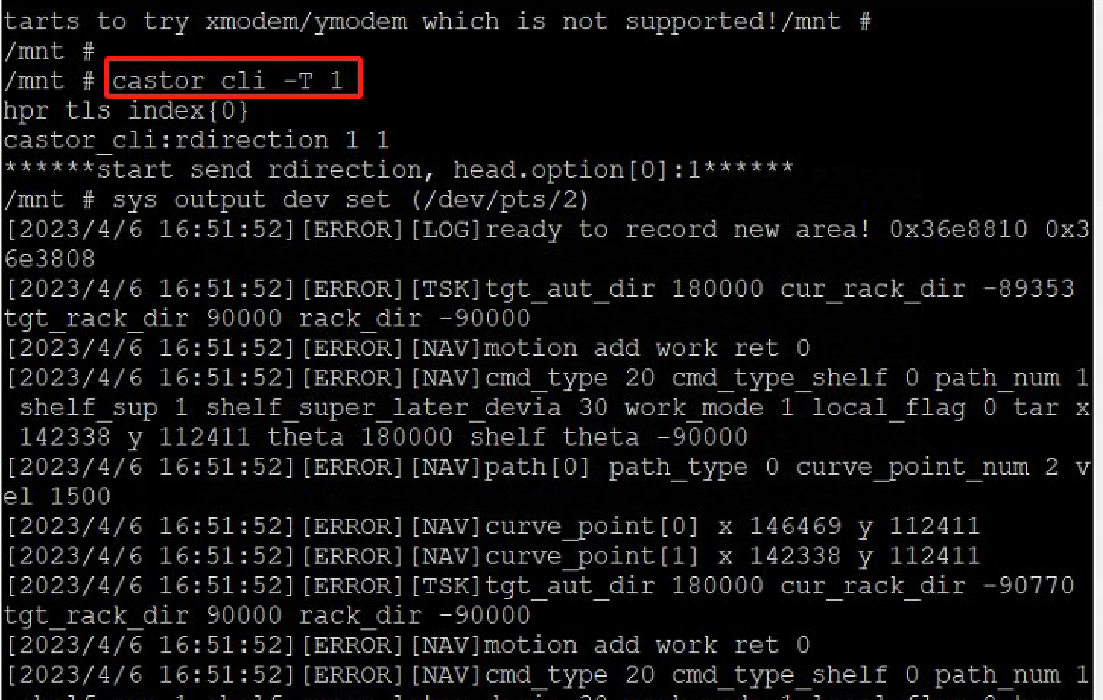 tarts to try xmodem/ymodem which is not supported!/mnt #
/mnt #
/mnt # castor cli -T 1
hpr tls index{0}
castor_cli:rdirection 1 1
******start send rdirection, head.option[0]:1******
/mnt # sys output dev set (/dev/pts/2)
[2023/4/6 16:51:52][ERROR][LOG]ready to record new area! 0x36e8810 0x3
6e3808
[2023/4/6 16:51:52][ERROR][TSK]tgt_aut_dir 180000 cur_rack_dir -89353
tgt_rack_dir 90000 rack_dir -90000
[2023/4/6 16:51:52][ERROR][NAV]motion add work ret 0
[2023/4/6 16:51:52][ERROR][NAV]cmd_type 20 cmd_type_shelf 0 path_num 1
shelf_sup 1 shelf_super_later_devia 30 work_mode 1 local_flag 0 tar x
142338 y 112411 theta 180000 shelf theta -90000
[2023/4/6 16:51:52][ERROR][NAV]path[0] path_type 0 curve_point_num 2 v
el 1500
[2023/4/6 16:51:52][ERROR][NAV]curve_point[0] x 146469 y 112411
[2023/4/6 16:51:52][ERROR][NAV]curve_point[1] x 142338 y 112411
[2023/4/6 16:51:52][ERROR][TSK]tgt_aut_dir 180000 cur_rack_dir -90770
tgt_rack_dir 90000 rack_dir -90000
[2023/4/6 16:51:52][ERROR][NAV]motion add work ret 0
[2023/4/6 16:51:52][ERROR][NAV]cmd_type 20 cmd_type_shelf 0 path_num 1